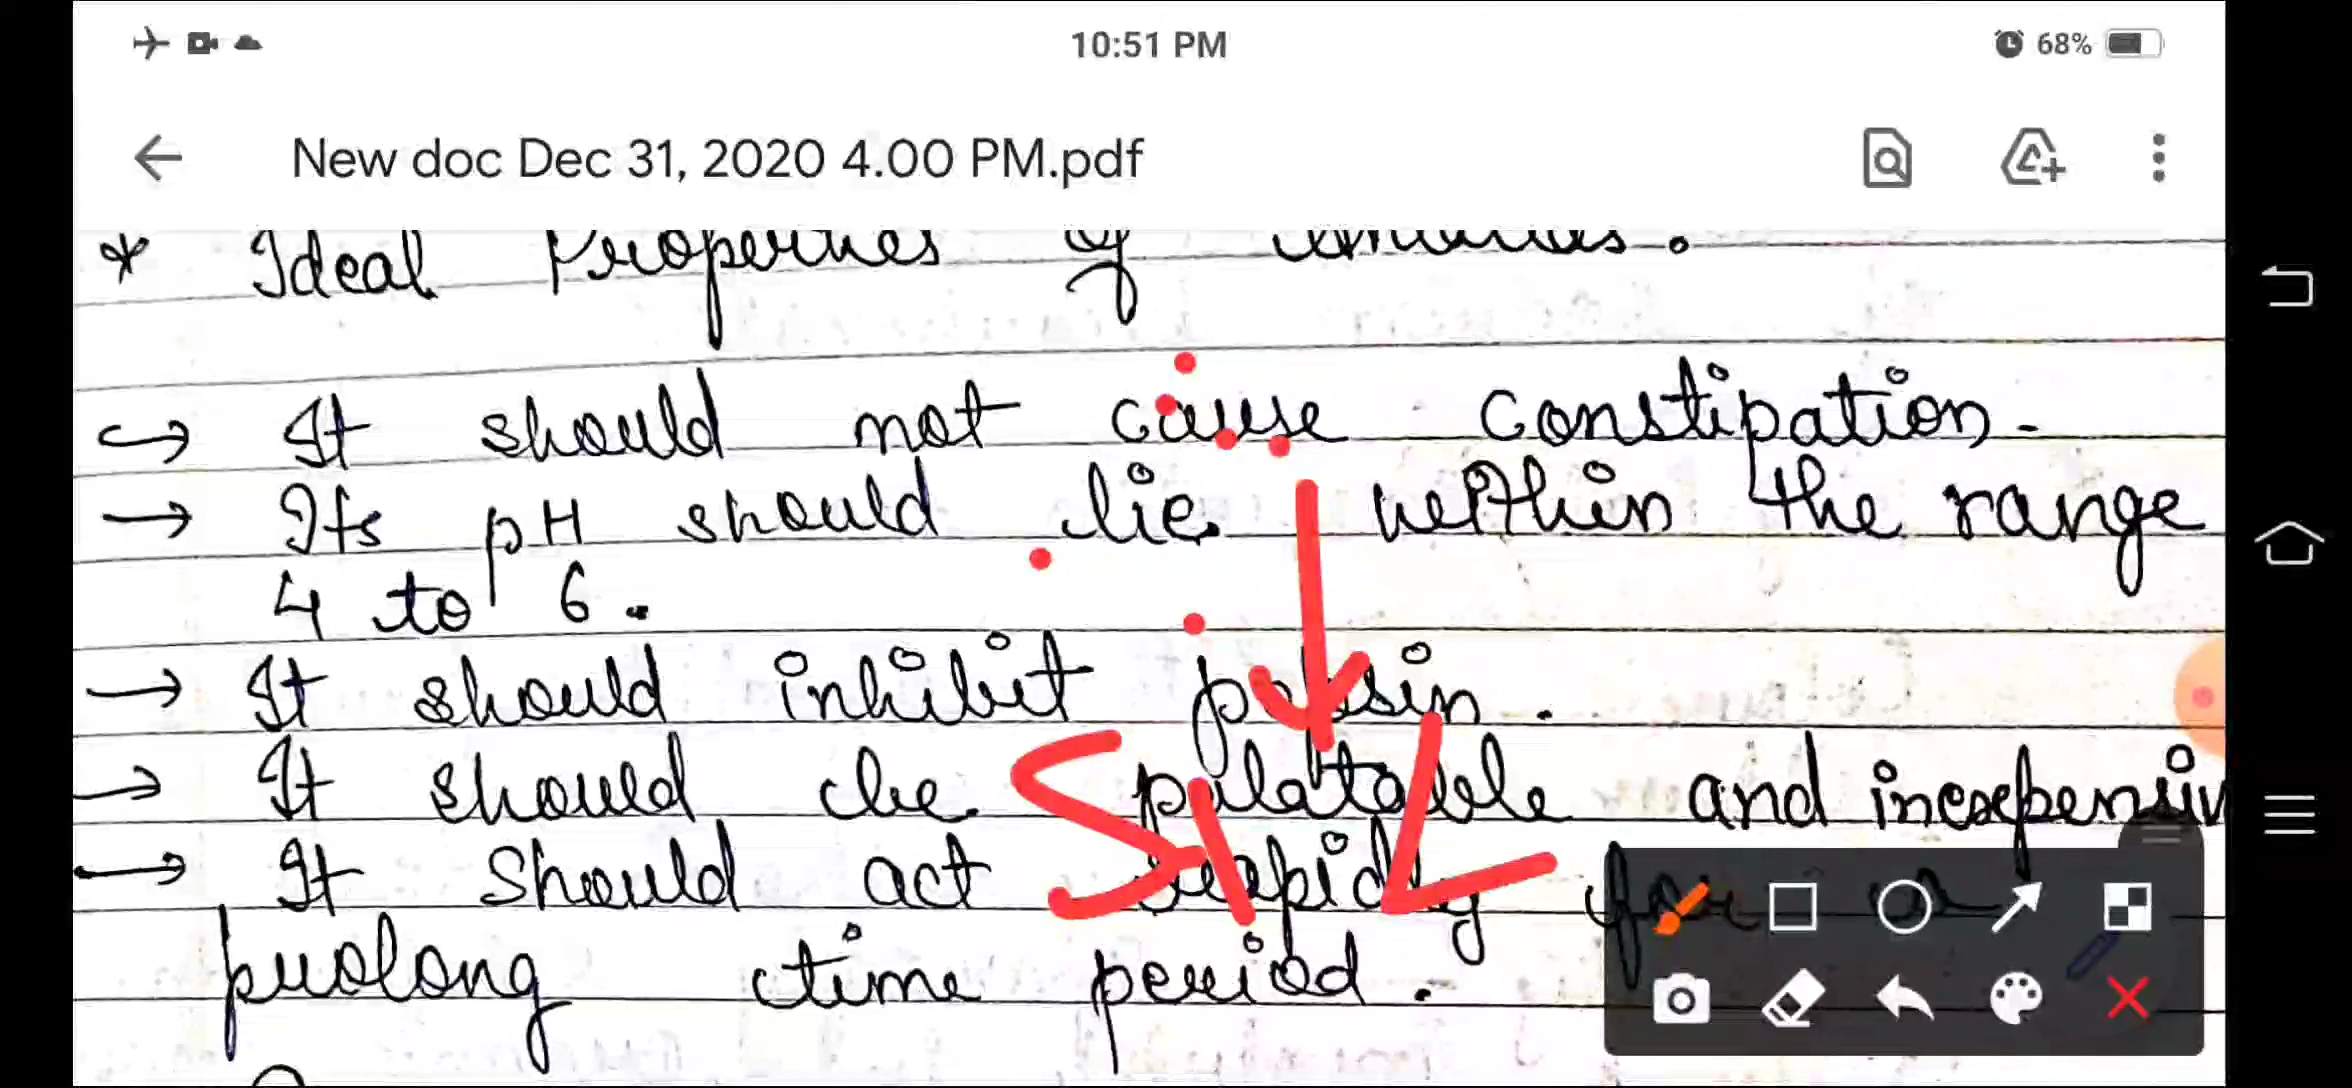 10:51 PM
68%
New doc Dec 31, 2020 4.00 PM.pdf
* Ideal Properties of
→ It should not cause constipation.
→ Its pH should lie within the range
4 to 6.
→ It should inhibit pepsin.
→ It should be palatable and inexpensiv
→ It should act rapidly for a
prolong time period.